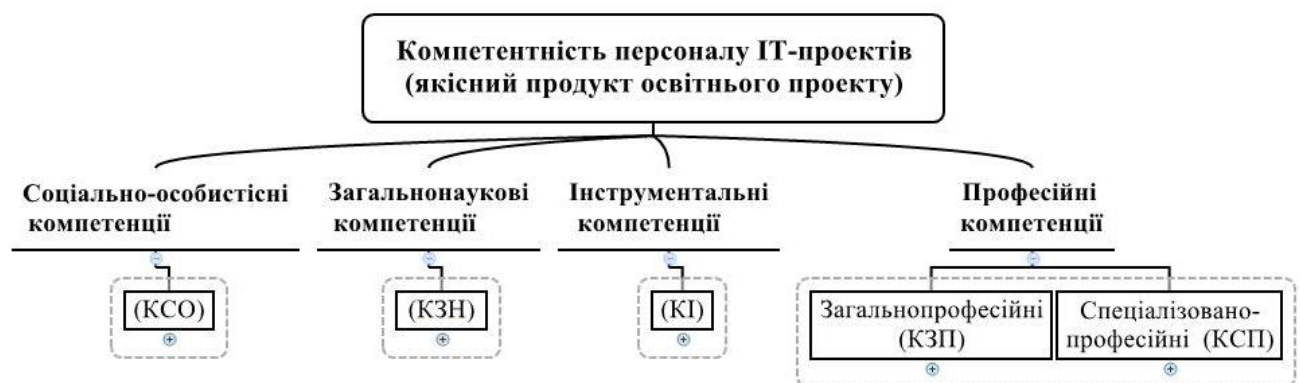 Компетентність персоналу ІТ-проектів
(якісний продукт освітнього проекту)
Соціально-особистісні
компетенції
Загальнонаукові
компетенції
Інструментальні
компетенції
Професійні
компетенції
(КСО)
(КЗН)
(КІ)
Загальнопрофесійні
(КЗП)
Спеціалізовано-
професійні (КСП)